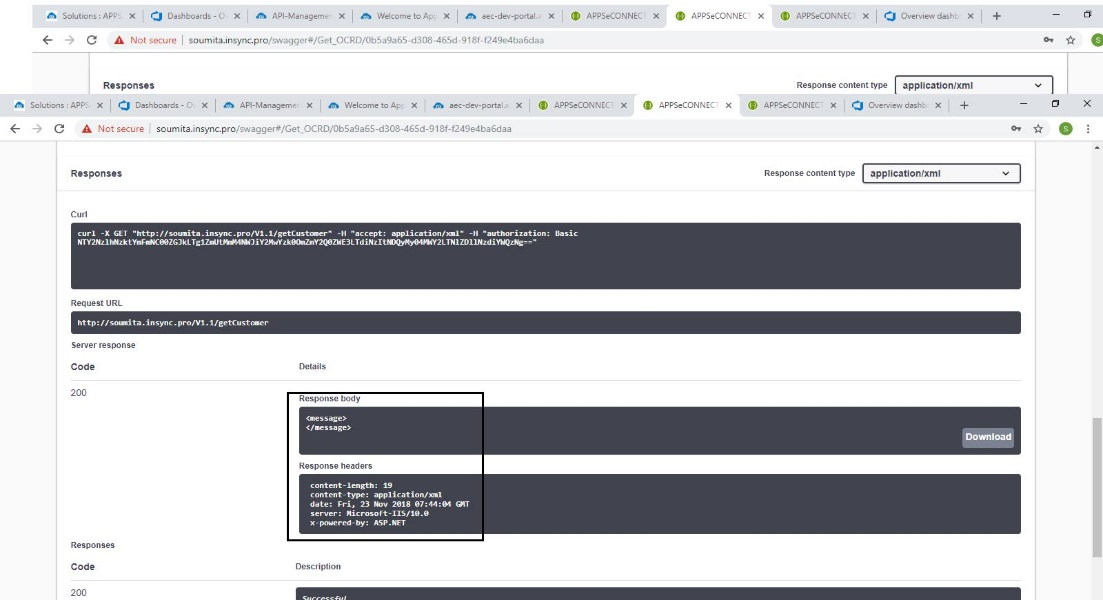 Solutions : APPS Dashboards - O API-Managemen Welcome to App aec-dev-portal.a APPSeCONNECT APPSeCONNECT APPSeCONNECT Overview dashb
Not secure soumita.insync.pro/swagger#/Get_OCRD/0b5a9a65-d308-465d-918f-f249e4ba6daa S
Responses Response content type application/xml
Solutions : APPS Dashboards - O API-Managemen Welcome to App aec-dev-portal.a APPSeCONNECT APPSeCONNECT APPSeCONNECT Overview dashb
Not secure soumita.insync.pro/swagger#/Get_OCRD/0b5a9a65-d308-465d-918f-f249e4ba6daa S
Responses Response content type application/xml
Curl
curl -X GET "http://soumita.insync.pro/V1.1/getCustomer" -H "accept: application/xml" -H "authorization: Basic
Request URL
http://soumita.insync.pro/V1.1/getCustomer
Server response
Code Details
200
Response body
<message>
</message>
Download
Response headers
content-length: 19
content-type: application/xml
date: Fri, 23 Nov 2018 07:44:04 GMT
server: Microsoft-IIS/10.0
x-powered-by: ASP.NET
Responses
Code Description
200
Successful